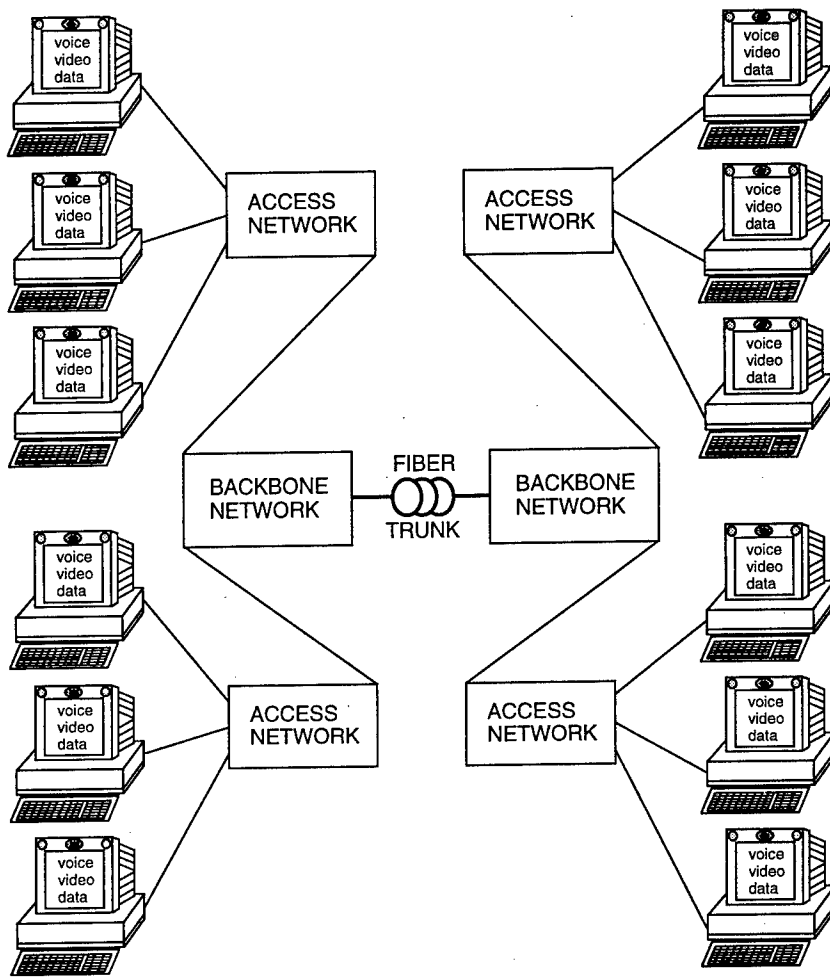 voice
video
data
voice
video
data
voice
video
data
ACCESS
NETWORK
voice
video
data
voice
video
data
voice
video
data
ACCESS
NETWORK
BACKBONE
NETWORK
FIBER
TRUNK
BACKBONE
NETWORK
voice
video
data
voice
video
data
voice
video
data
ACCESS
NETWORK
voice
video
data
voice
video
data
voice
video
data
ACCESS
NETWORK